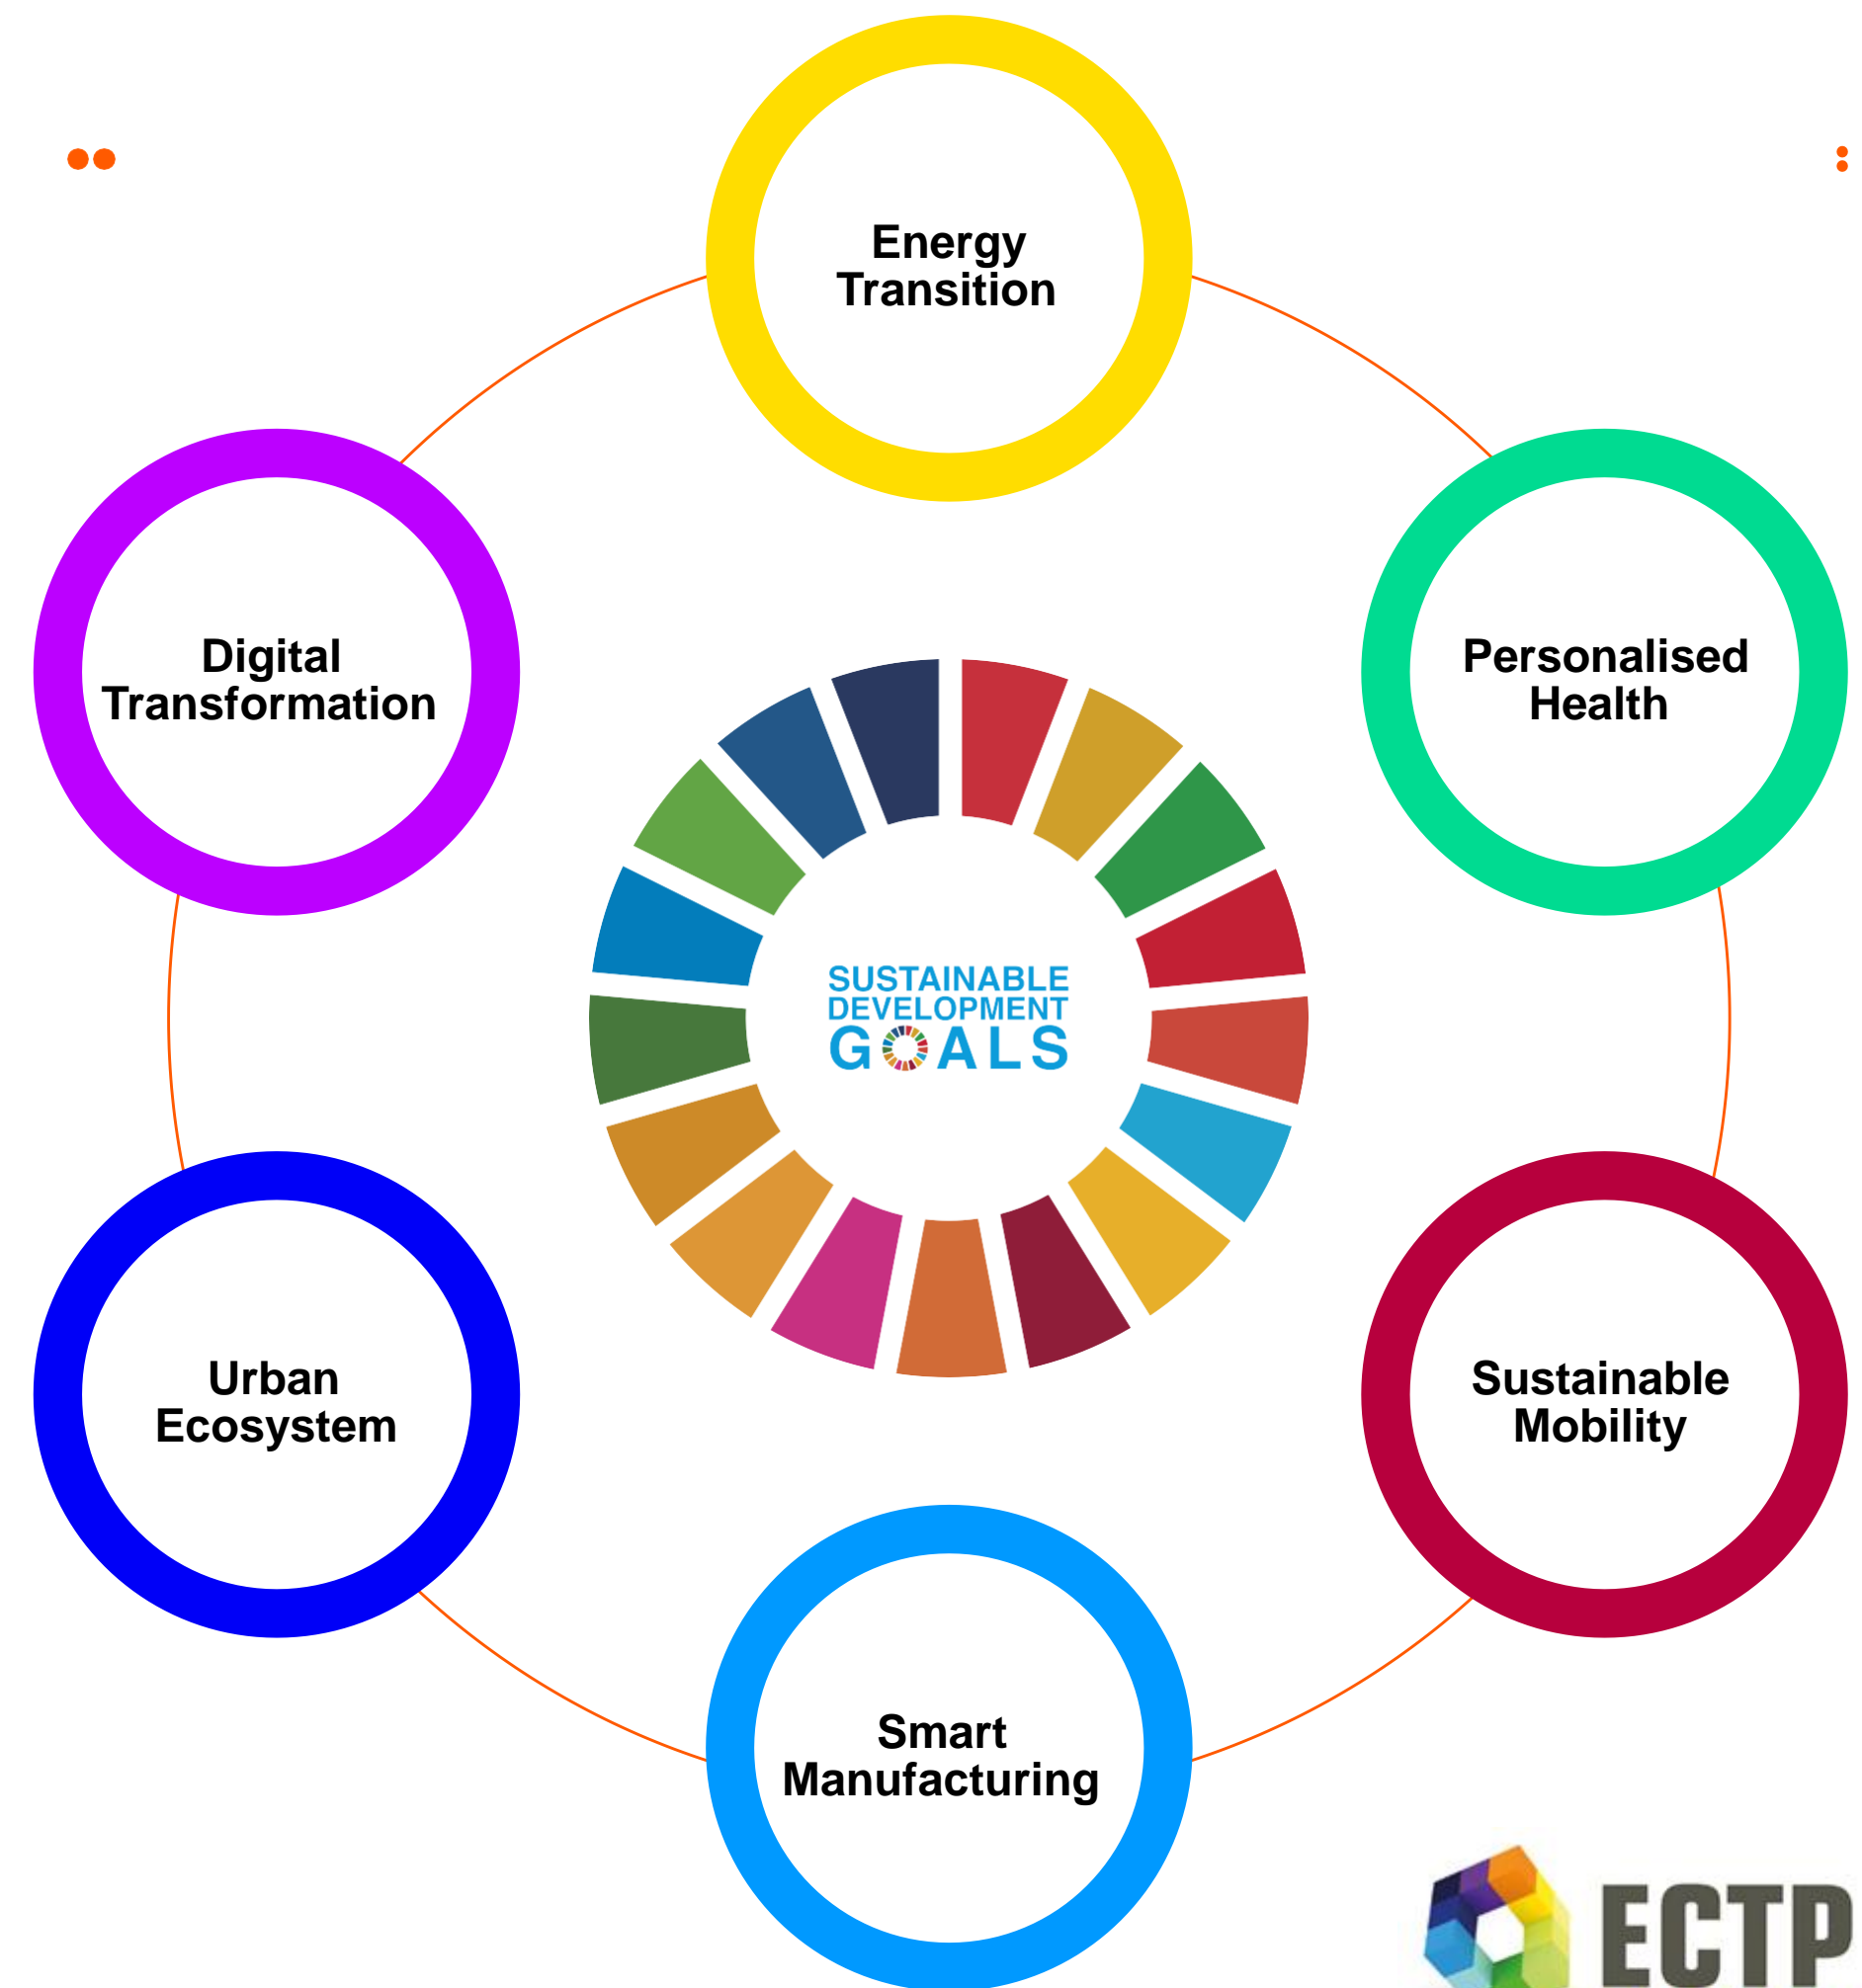 Energy
Transition
Digital
Transformation
Personalised
Health
SUSTAINABLE
DEVELOPMENT
GOALS
Urban
Ecosystem
Sustainable
Mobility
Smart
Manufacturing
ECTP